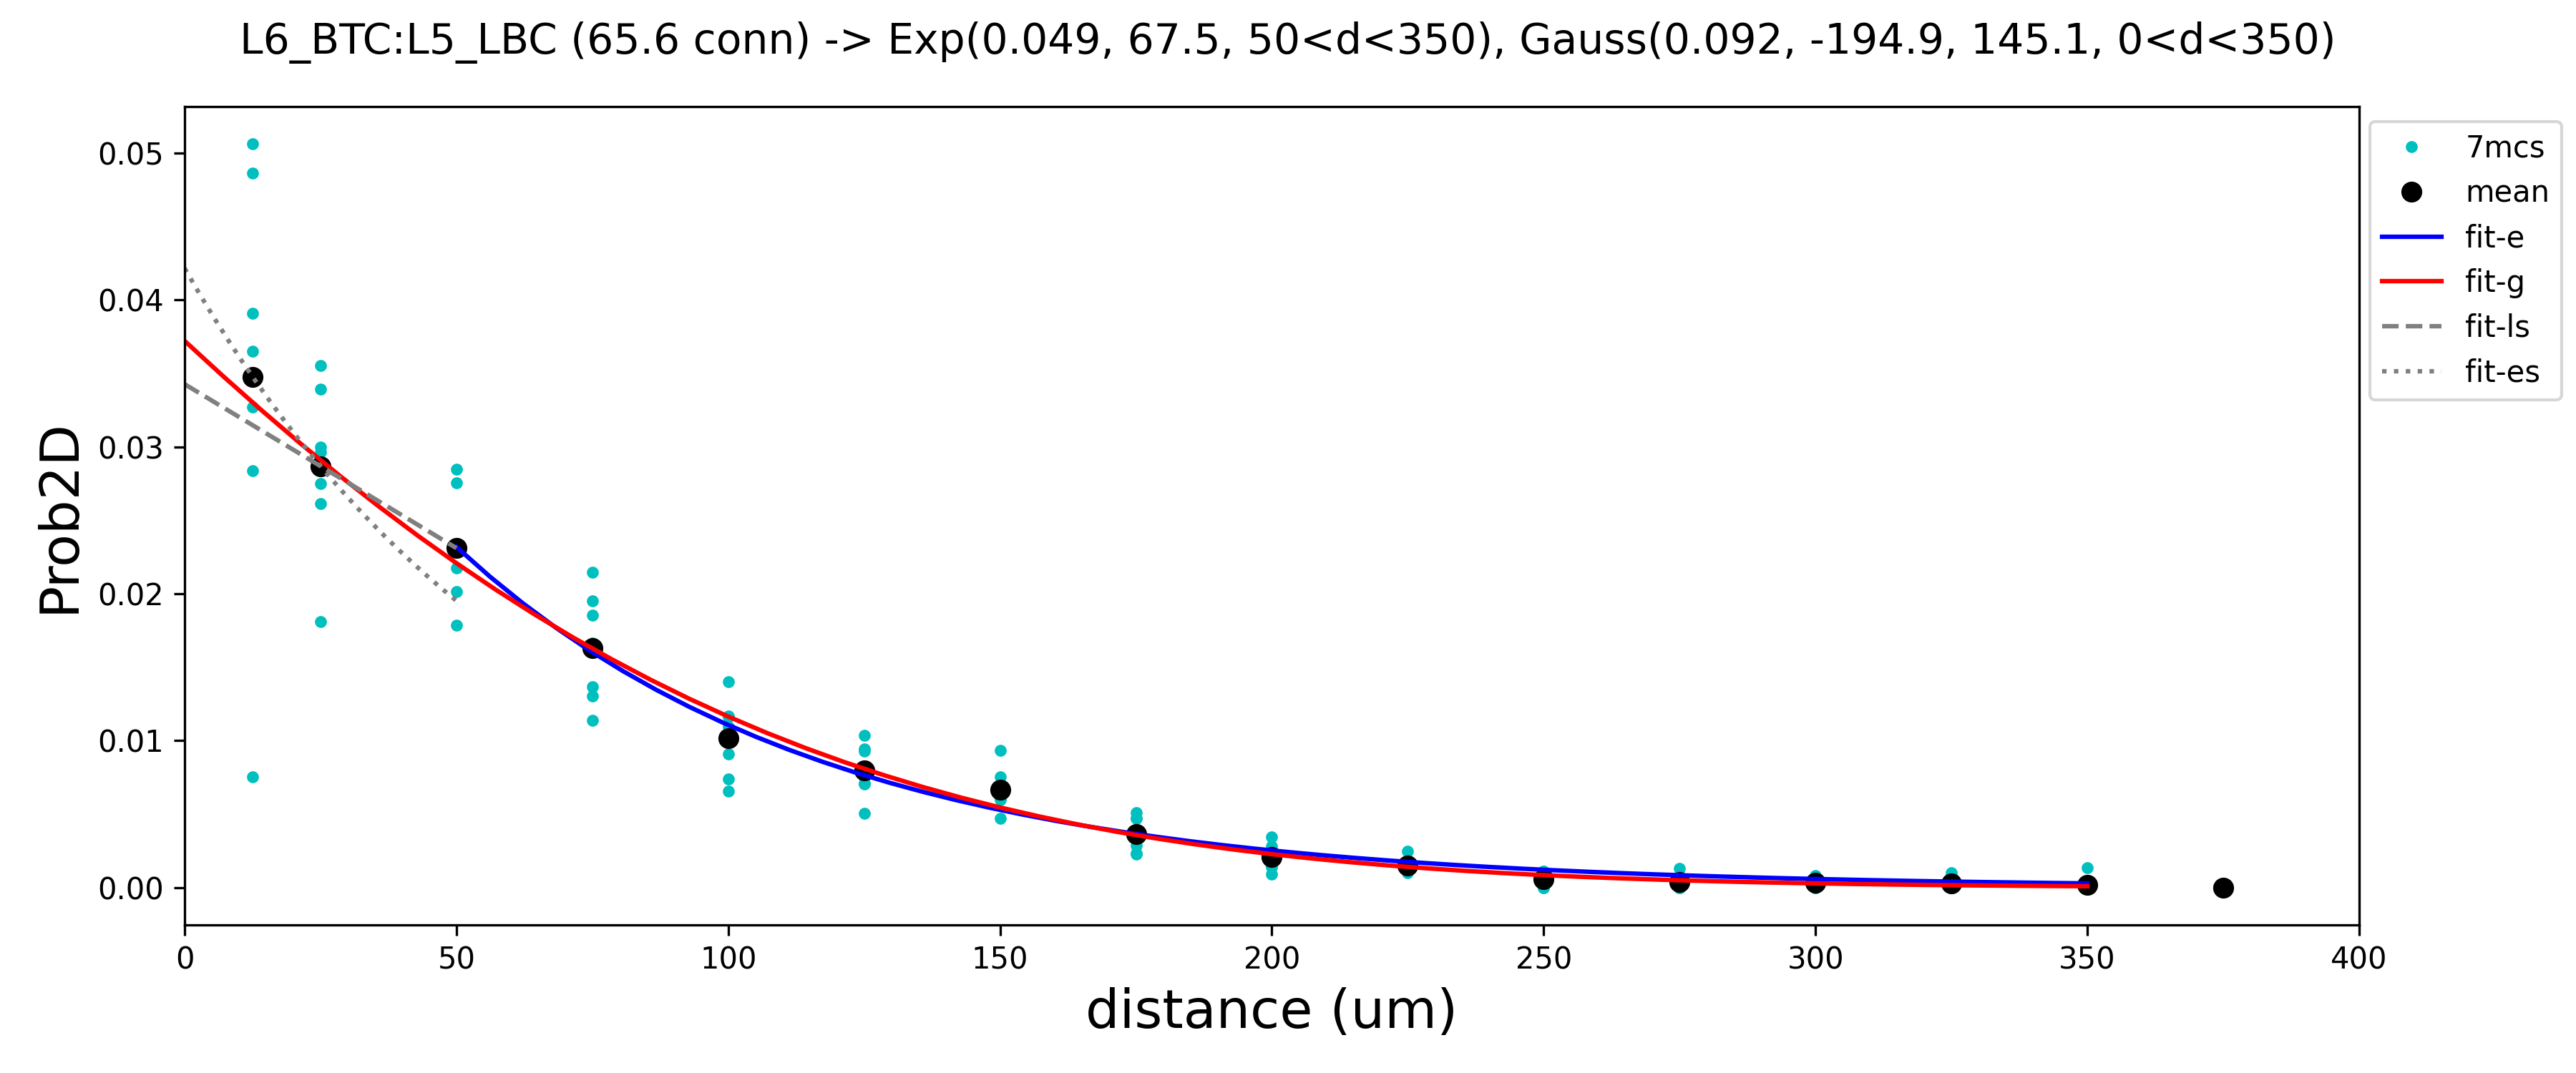 L6_BTC:L5_LBC (65.6 conn) -> Exp(0.049, 67.5, 50<d<350), Gauss(0.092, -194.9, 145.1, 0<d<350)
7mcs
mean
fit-e
fit-g
fit-ls
fit-es
Prob2D
0.05
0.04
0.03
0.02
0.01
0.00
0 50 100 150 200 250 300 350 400
distance (um)